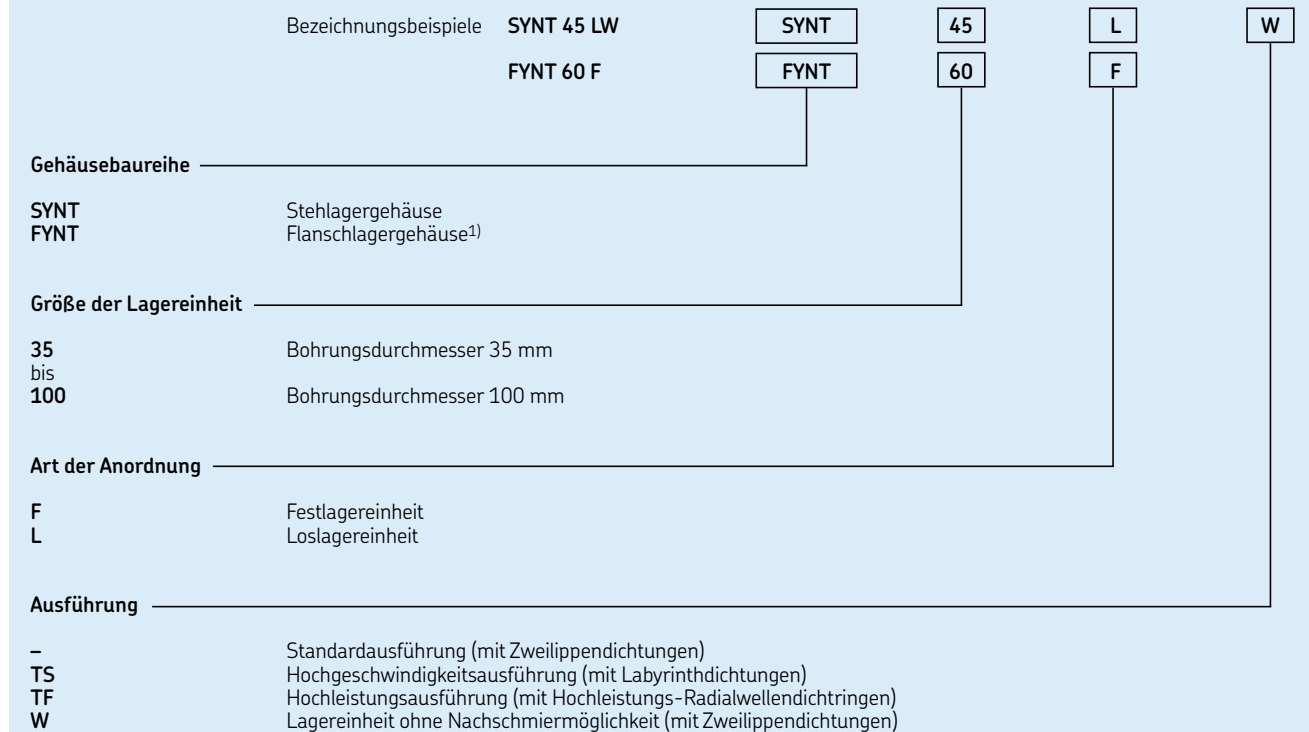 Bezeichnungsbeispiele SYNT 45 LW SYNT 45 L W
FYNT 60 F FYNT 60 F
Gehäusebaureihe
SYNT Stehlagergehäuse
FYNT Flanschlagergehäuse1)
Größe der Lagereinheit
35 Bohrungsdurchmesser 35 mm
bis
100 Bohrungsdurchmesser 100 mm
Art der Anordnung
F Festlagereinheit
L Loslagereinheit
Ausführung
– Standardausführung (mit Zweilippendichtungen)
TS Hochgeschwindigkeitsausführung (mit Labyrinthdichtungen)
TF Hochleistungsausführung (mit Hochleistungs-Radialwellendichtringen)
W Lagereinheit ohne Nachschmiermöglichkeit (mit Zweilippendichtungen)